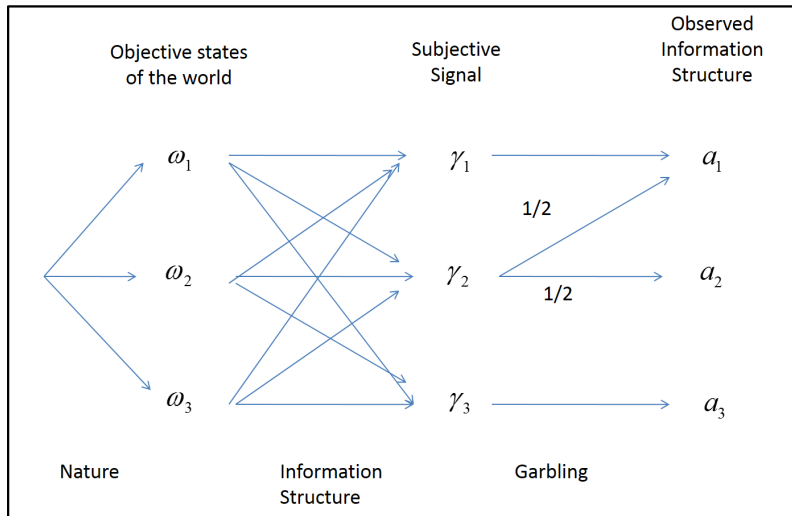 Objective states
of the world
Subjective
Signal
Observed
Information
Structure
ω₁
γ₁
a₁
1/2
ω₂
γ₂
a₂
1/2
ω₃
γ₃
a₃
Nature
Information
Structure
Garbling